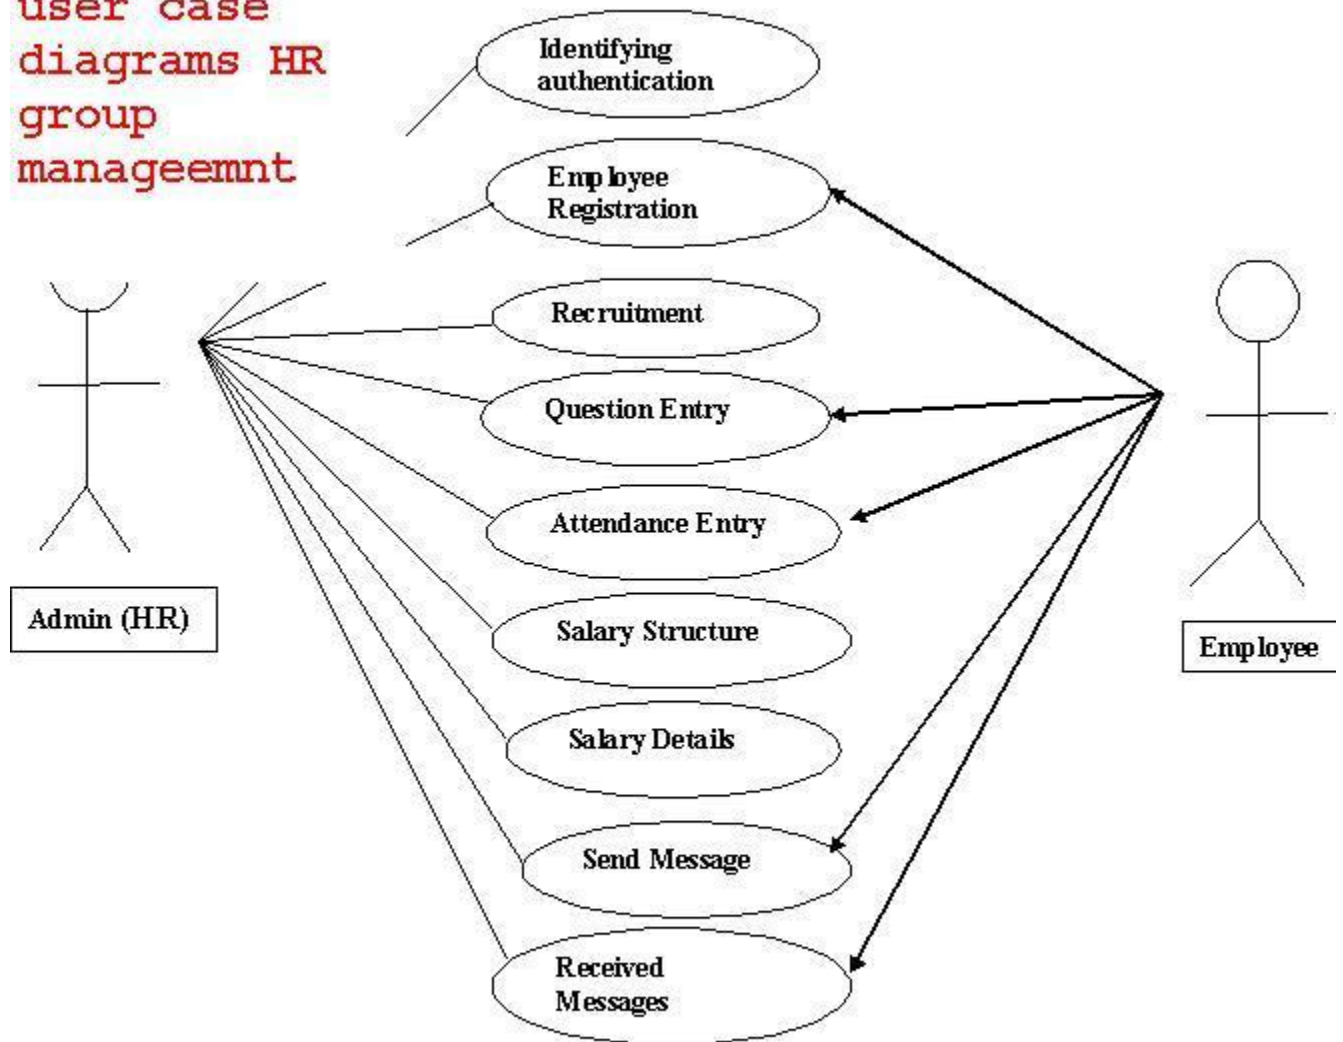 user case
diagrams HR
group
manageemnt
Identifying
authentication
Employee
Registration
Recruitment
Question Entry
Attendance Entry
Salary Structure
Salary Details
Send Message
Received
Messages
Admin (HR)
Employee